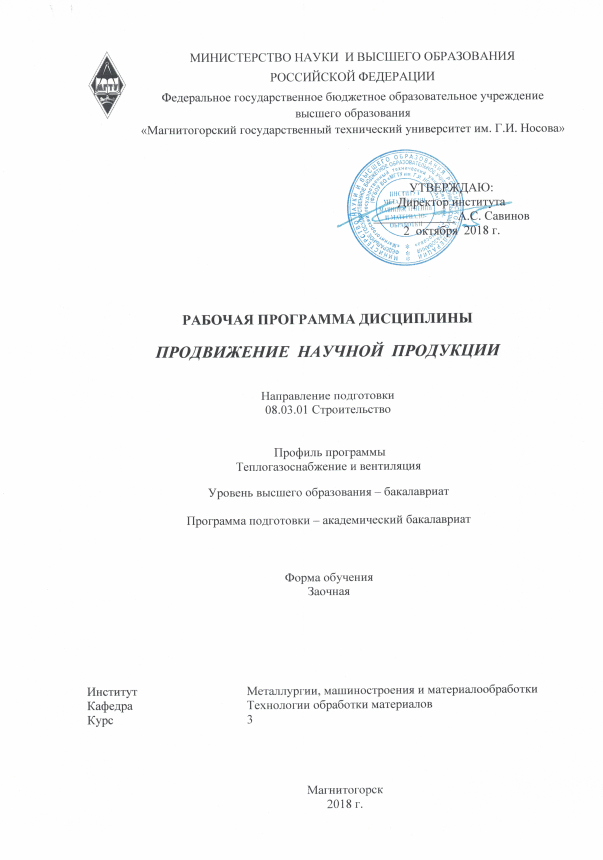 МИНИСТЕРСТВО НАУКИ И ВЫСШЕГО ОБРАЗОВАНИЯ
РОССИЙСКОЙ ФЕДЕРАЦИИ
Федеральное государственное бюджетное образовательное учреждение
высшего образования
«Магнитогорский государственный технический университет им. Г.И. Носова»
УТВЕРЖДАЮ:
Директор института
А.С. Савинов
2 октября 2018 г.
РАБОЧАЯ ПРОГРАММА ДИСЦИПЛИНЫ
ПРОДВИЖЕНИЕ НАУЧНОЙ ПРОДУКЦИИ
Направление подготовки
08.03.01 Строительство
Профиль программы
Теплогазоснабжение и вентиляция
Уровень высшего образования – бакалавриат
Программа подготовки – академический бакалавриат
Форма обучения
Заочная
Институт Металлургии, машиностроения и материалообработки
Кафедра Технологии обработки материалов
Курс 3
Магнитогорск
2018 г.